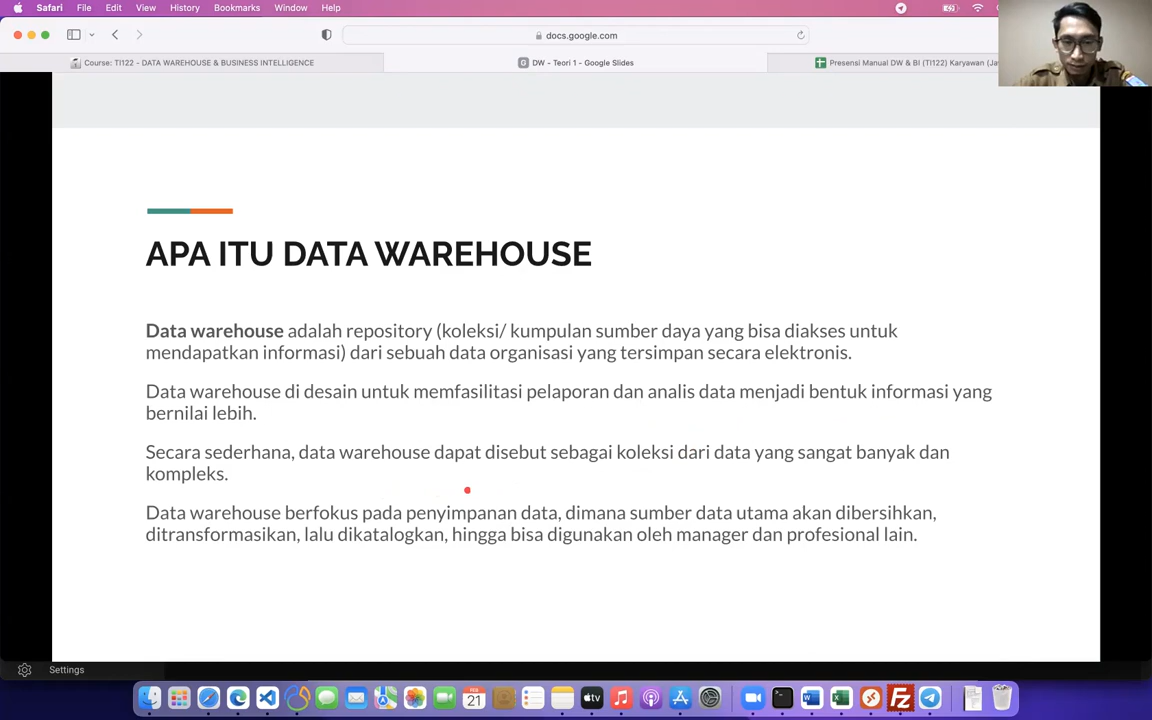 Safari File Edit View History Bookmarks Window Help
docs.google.com
Course: TI122 - DATA WAREHOUSE & BUSINESS INTELLIGENCE
DW - Teori 1 - Google Slides
Presensi Manual DW & BI (TI122) Karyawan (Ja
APA ITU DATA WAREHOUSE
Data warehouse adalah repository (koleksi/ kumpulan sumber daya yang bisa diakses untuk
mendapatkan informasi) dari sebuah data organisasi yang tersimpan secara elektronis.
Data warehouse di desain untuk memfasilitasi pelaporan dan analis data menjadi bentuk informasi yang
bernilai lebih.
Secara sederhana, data warehouse dapat disebut sebagai koleksi dari data yang sangat banyak dan
kompleks.
Data warehouse berfokus pada penyimpanan data, dimana sumber data utama akan dibersihkan,
ditransformasikan, lalu dikatalogkan, hingga bisa digunakan oleh manager dan profesional lain.
Settings
21
tv
Fz